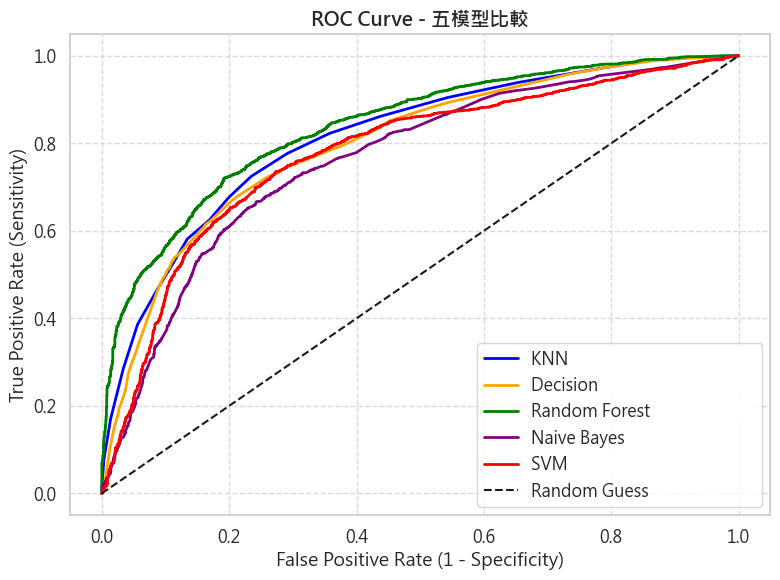 ROC Curve - 五模型比較
True Positive Rate (Sensitivity)
1.0
0.8
0.6
0.4
0.2
0.0
0.0 0.2 0.4 0.6 0.8 1.0
False Positive Rate (1 - Specificity)
KNN
Decision
Random Forest
Naive Bayes
SVM
Random Guess